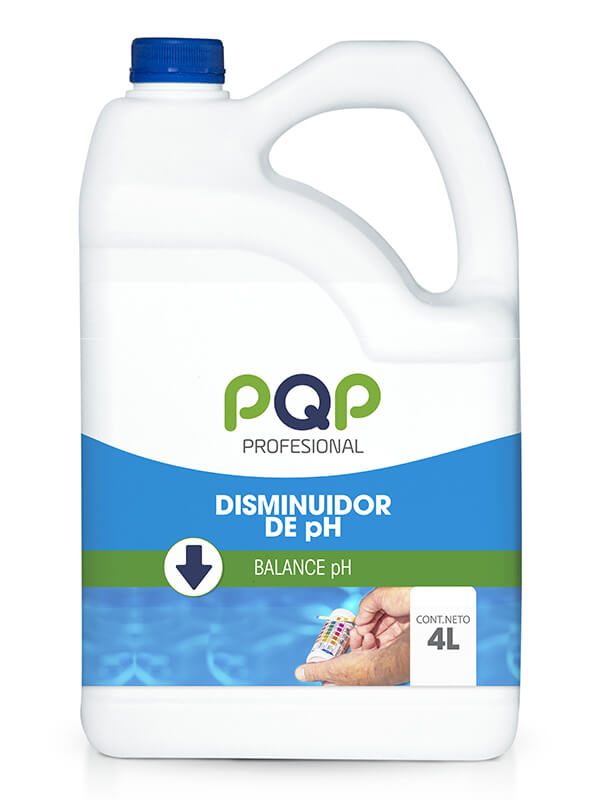 PQP
PROFESIONAL
DISMINUIDOR
DE pH
BALANCE pH
CONT.NETO
4L